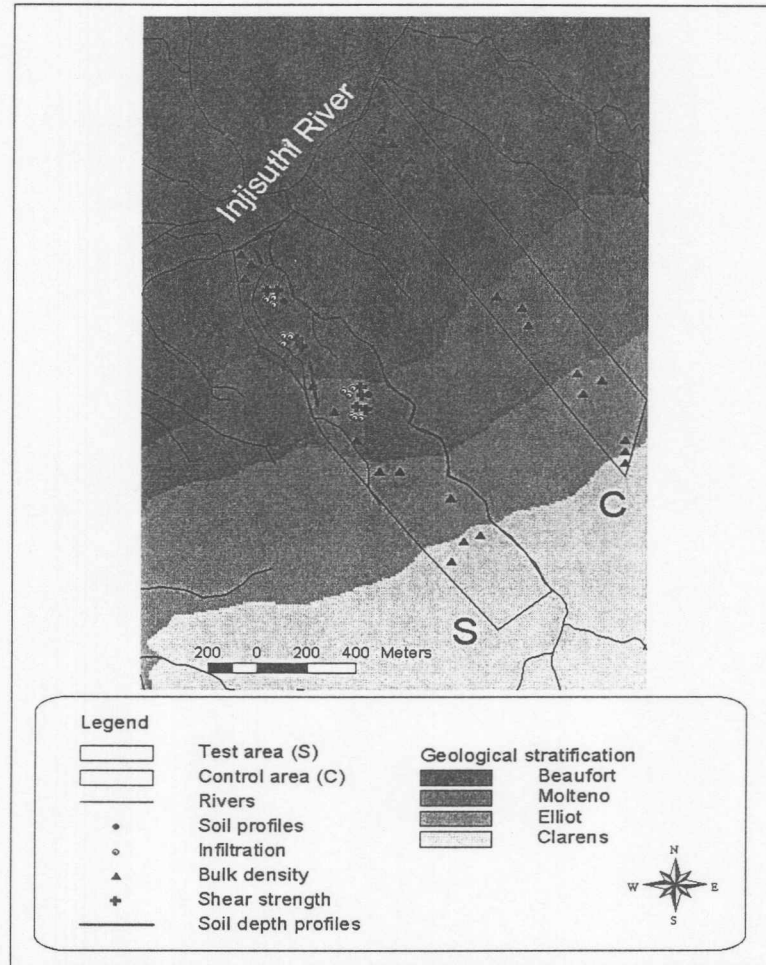 Injisuthi River
C
S
200 0 200 400 Meters
Legend
Test area (S)
Control area (C)
Rivers
Soil profiles
Infiltration
Bulk density
Shear strength
Soil depth profiles
Geological stratification
Beaufort
Molteno
Elliot
Clarens
N
W E
S